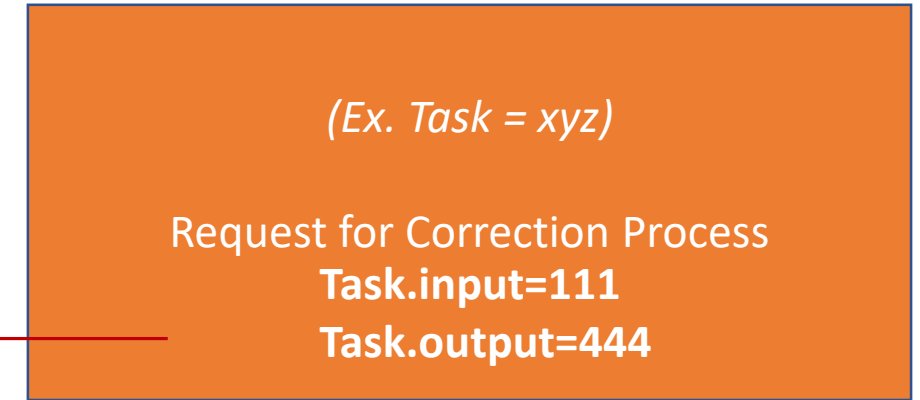 (Ex. Task = xyz)
Request for Correction Process
Task.input=111
Task.output=444